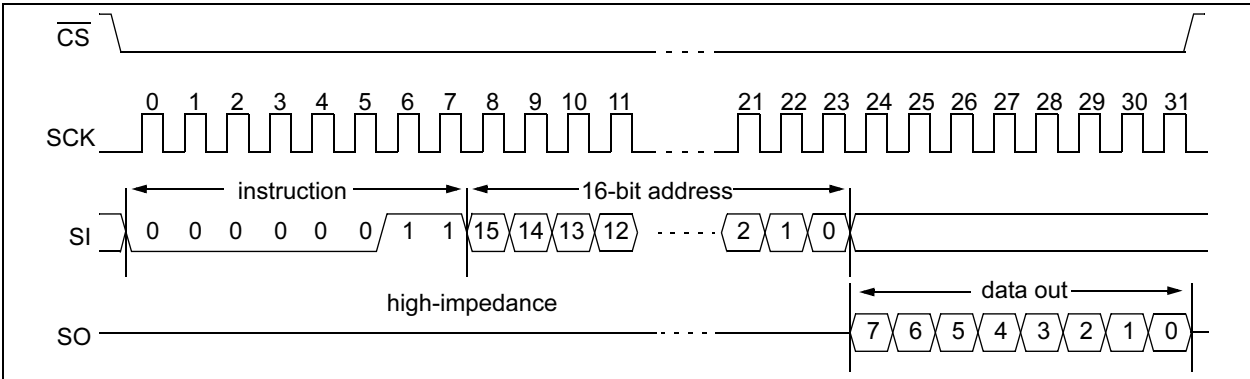 CS
0 1 2 3 4 5 6 7 8 9 10 11 21 22 23 24 25 26 27 28 29 30 31
SCK
instruction 16-bit address
SI 0 0 0 0 0 0 1 1 15 14 13 12 2 1 0
data out
high-impedance
SO 7 6 5 4 3 2 1 0